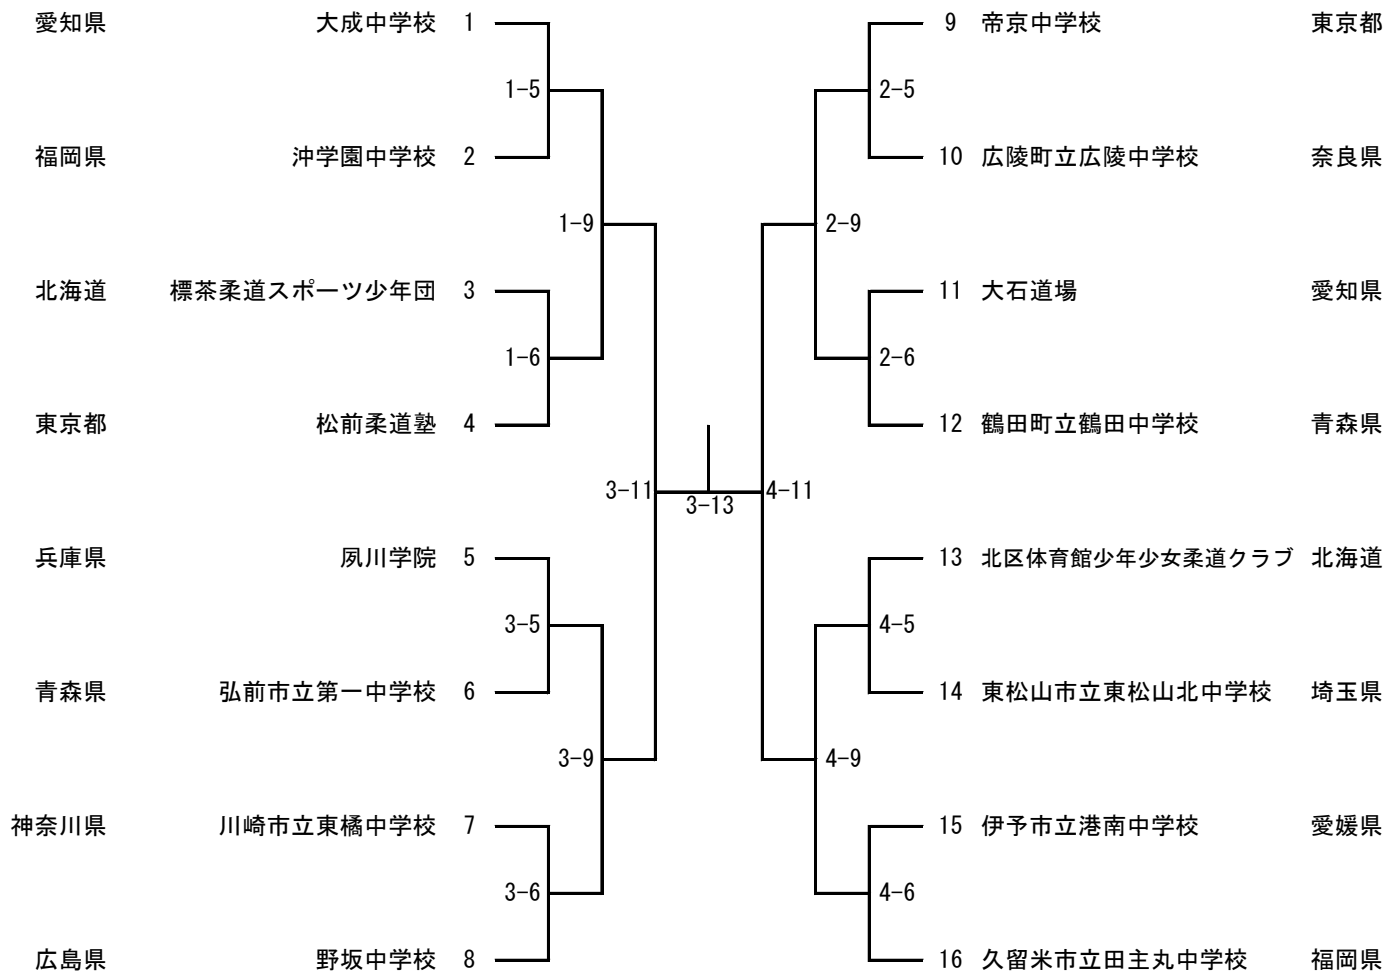 愛知県 大成中学校 1
1-5
福岡県 沖学園中学校 2
1-9
北海道 標茶柔道スポーツ少年団 3
1-6
東京都 松前柔道塾 4
3-11
兵庫県 夙川学院 5
3-5
青森県 弘前市立第一中学校 6
3-9
神奈川県 川崎市立東橘中学校 7
3-6
広島県 野坂中学校 8
3-13
9 帝京中学校 東京都
2-5
10 広陵町立広陵中学校 奈良県
2-9
11 大石道場 愛知県
2-6
12 鶴田町立鶴田中学校 青森県
4-11
13 北区体育館少年少女柔道クラブ 北海道
4-5
14 東松山市立東松山北中学校 埼玉県
4-9
15 伊予市立港南中学校 愛媛県
4-6
16 久留米市立田主丸中学校 福岡県